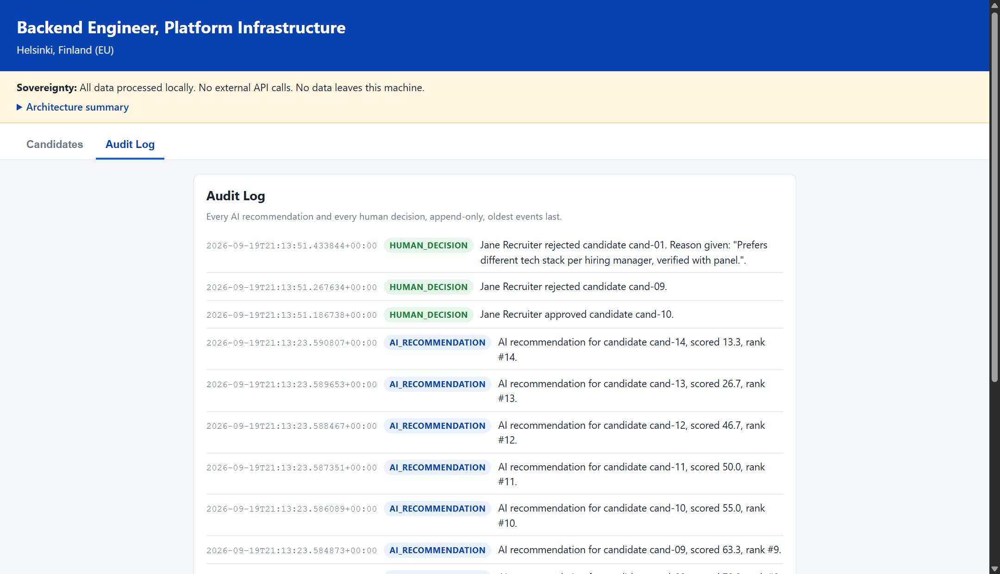 Backend Engineer, Platform Infrastructure
Helsinki, Finland (EU)
Sovereignty: All data processed locally. No external API calls. No data leaves this machine.
Architecture summary
Candidates
Audit Log
Audit Log
Every AI recommendation and every human decision, append-only, oldest events last.
2026-09-19T21:13:51.433844+00:00 HUMAN_DECISION Jane Recruiter rejected candidate cand-01. Reason given: "Prefers
different tech stack per hiring manager, verified with panel.".
2026-09-19T21:13:51.267634+00:00 HUMAN_DECISION Jane Recruiter rejected candidate cand-09.
2026-09-19T21:13:51.186738+00:00 HUMAN_DECISION Jane Recruiter approved candidate cand-10.
2026-09-19T21:13:23.590807+00:00 AI_RECOMMENDATION AI recommendation for candidate cand-14, scored 13.3, rank
#14.
2026-09-19T21:13:23.589653+00:00 AI_RECOMMENDATION AI recommendation for candidate cand-13, scored 26.7, rank
#13.
2026-09-19T21:13:23.588467+00:00 AI_RECOMMENDATION AI recommendation for candidate cand-12, scored 46.7, rank
#12.
2026-09-19T21:13:23.587351+00:00 AI_RECOMMENDATION AI recommendation for candidate cand-11, scored 50.0, rank
#11.
2026-09-19T21:13:23.586089+00:00 AI_RECOMMENDATION AI recommendation for candidate cand-10, scored 55.0, rank
#10.
2026-09-19T21:13:23.584873+00:00 AI_RECOMMENDATION AI recommendation for candidate cand-09, scored 63.3, rank #9.